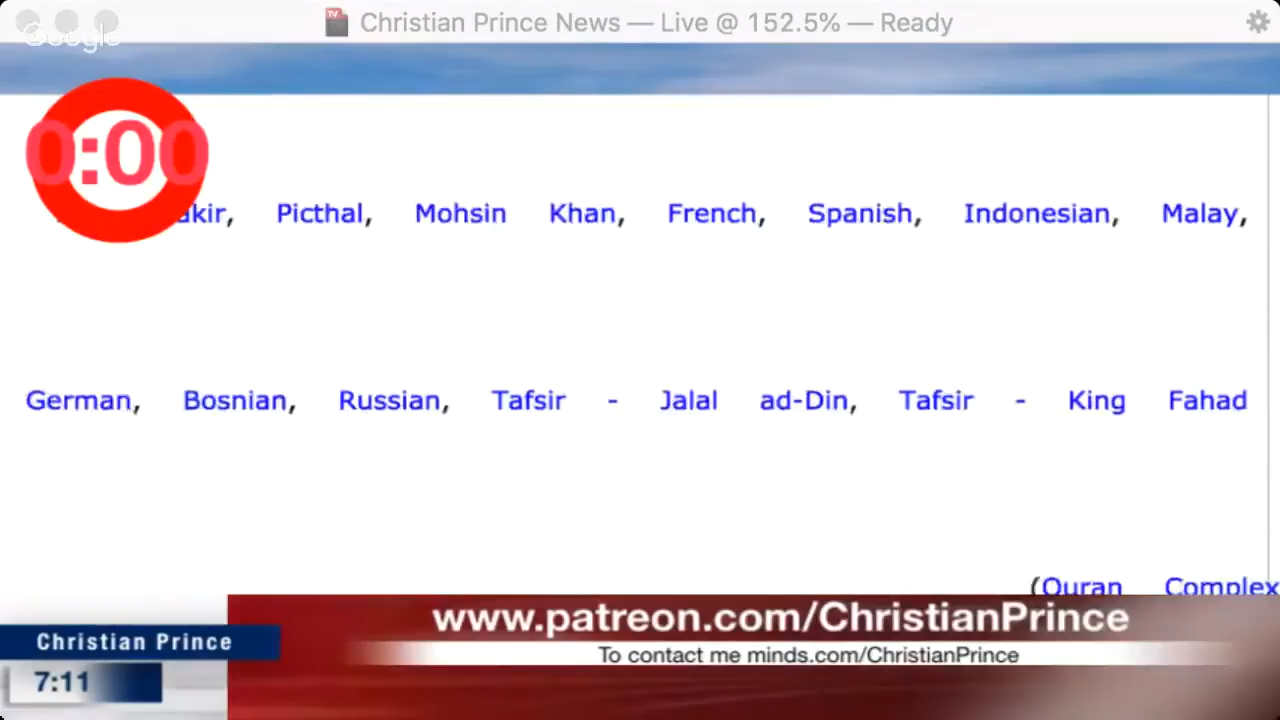 Christian Prince News — Live @ 152.5% — Ready
Google
0:00
akir, Picthal, Mohsin Khan, French, Spanish, Indonesian, Malay,
German, Bosnian, Russian, Tafsir - Jalal ad-Din, Tafsir - King Fahad
(Quran Complex
www.patreon.com/ChristianPrince
To contact me minds.com/ChristianPrince
Christian Prince
7:11